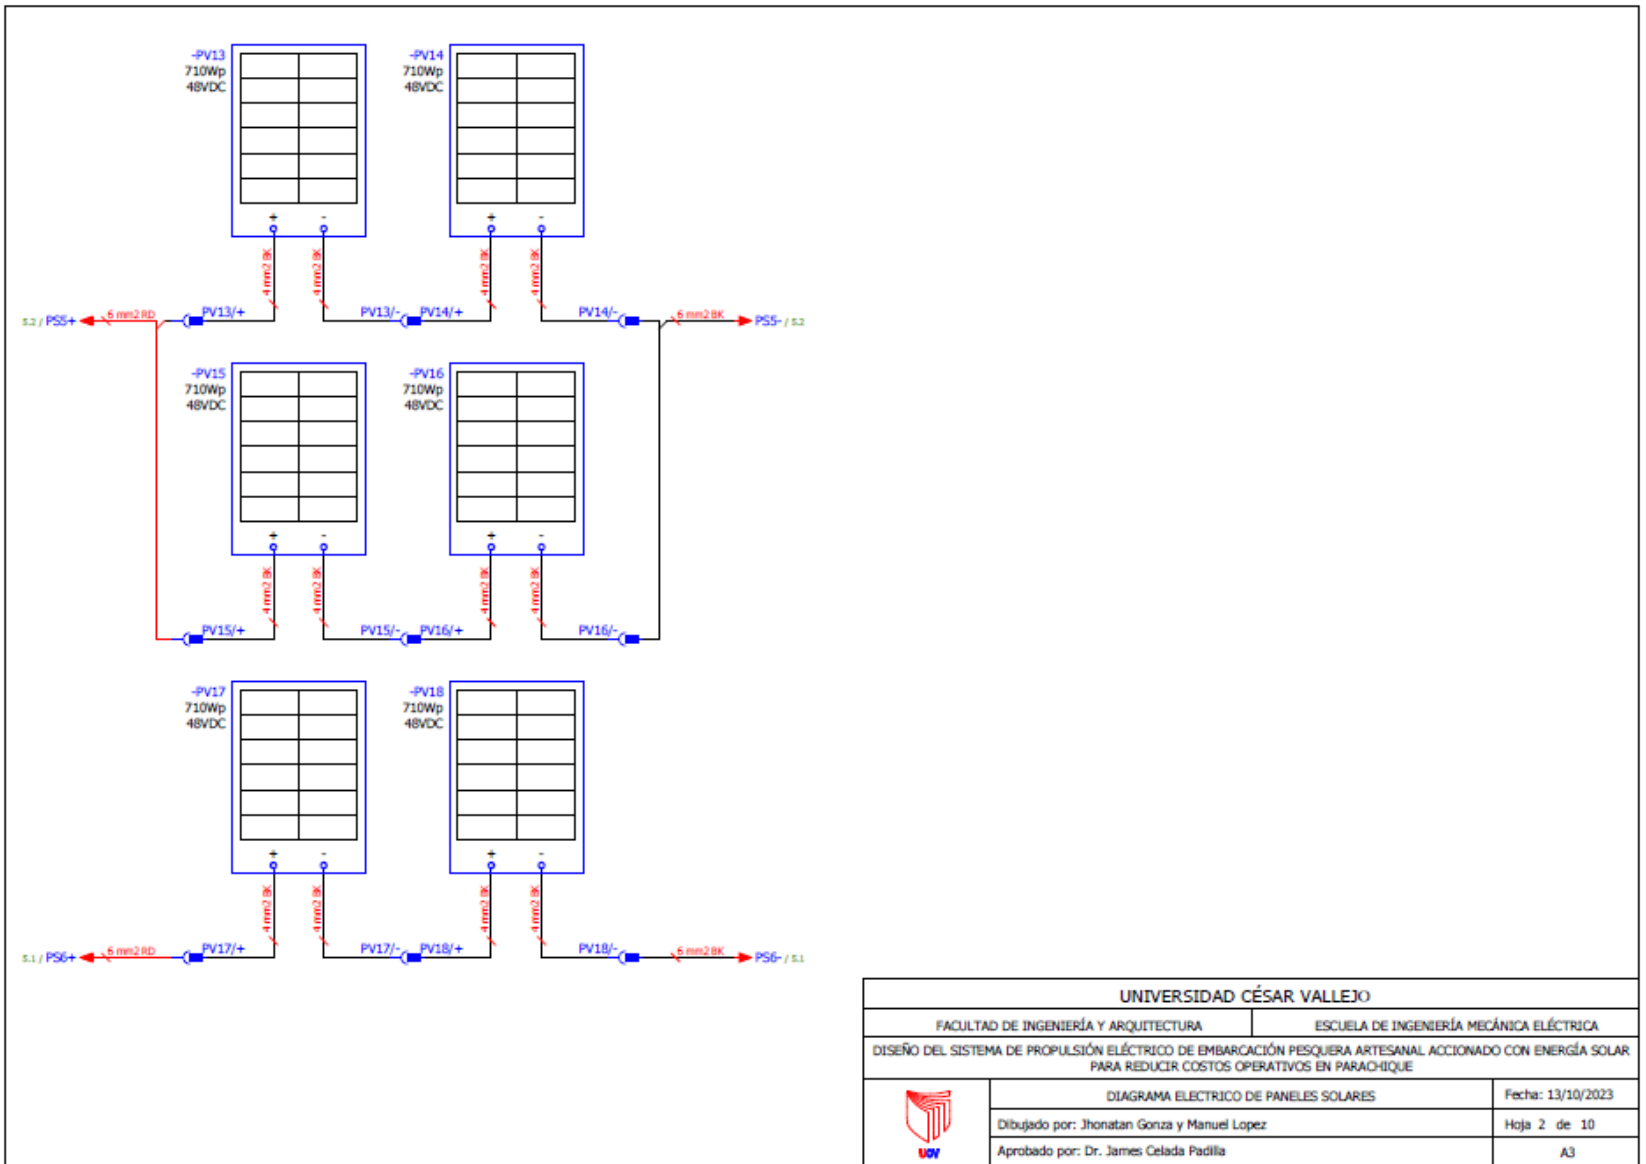 -PV13
710Wp
48VDC
-PV14
710Wp
48VDC
+ -
+ -
4 mm2 BK
4 mm2 BK
4 mm2 BK
4 mm2 BK
5.2 / PS5+
6 mm2 RD
PV13/+
PV13/-
PV14/+
PV14/-
6 mm2 BK
PS5- / 5.2
-PV15
710Wp
48VDC
-PV16
710Wp
48VDC
+ -
+ -
4 mm2 BK
4 mm2 BK
4 mm2 BK
4 mm2 BK
PV15/+
PV15/-
PV16/+
PV16/-
-PV17
710Wp
48VDC
-PV18
710Wp
48VDC
+ -
+ -
4 mm2 BK
4 mm2 BK
4 mm2 BK
4 mm2 BK
5.1 / PS6+
6 mm2 RD
PV17/+
PV17/-
PV18/+
PV18/-
6 mm2 BK
PS6- / 5.1
UNIVERSIDAD CÉSAR VALLEJO
FACULTAD DE INGENIERÍA Y ARQUITECTURA
ESCUELA DE INGENIERÍA MECÁNICA ELÉCTRICA
DISEÑO DEL SISTEMA DE PROPULSIÓN ELÉCTRICO DE EMBARCACIÓN PESQUERA ARTESANAL ACCIONADO CON ENERGÍA SOLAR
PARA REDUCIR COSTOS OPERATIVOS EN PARACHIQUE
DIAGRAMA ELECTRICO DE PANELES SOLARES
Fecha: 13/10/2023
Dibujado por: Jhonatan Gonza y Manuel Lopez
Hoja 2 de 10
UCV
Aprobado por: Dr. James Celada Padilla
A3